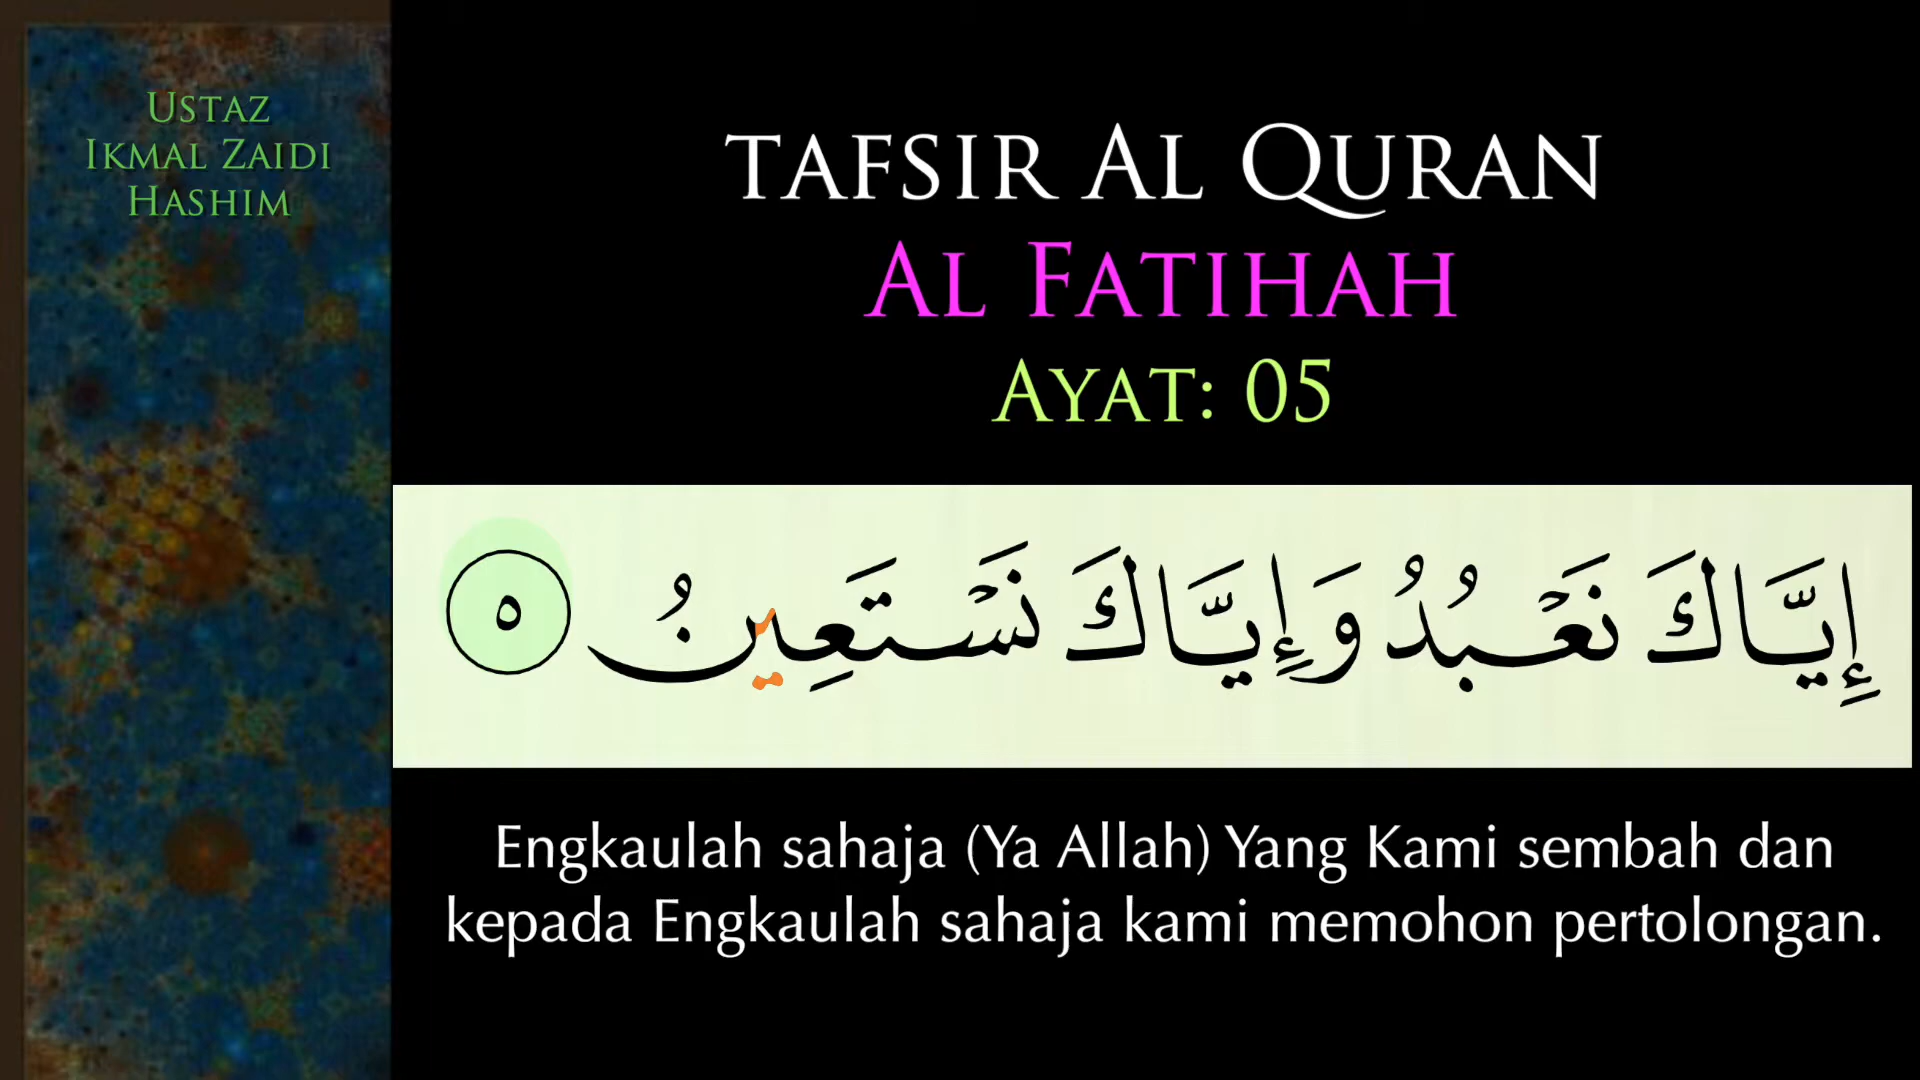 Ustaz
Ikmal Zaidi
Hashim
Tafsir Al Quran
Al Fatihah
Ayat: 05
إِيَّاكَ نَعْبُدُ وَإِيَّاكَ نَسْتَعِينُ ٥
Engkaulah sahaja (Ya Allah) Yang Kami sembah dan
kepada Engkaulah sahaja kami memohon pertolongan.